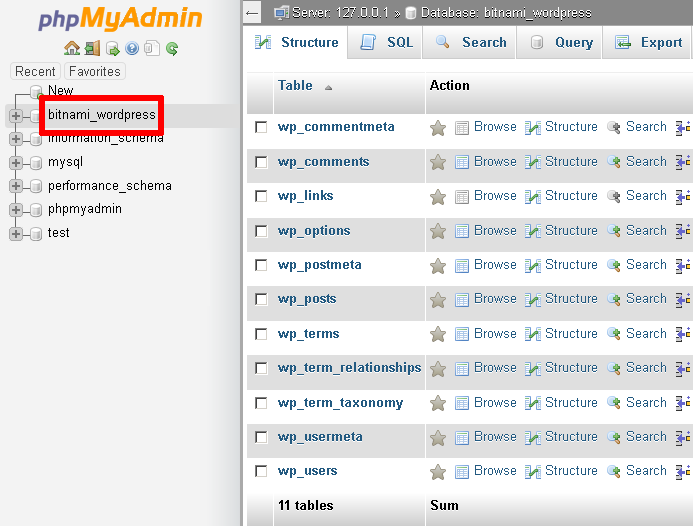 phpMyAdmin
Recent Favorites
New
bitnami_wordpress
information_schema
mysql
performance_schema
phpmyadmin
test
Server: 127.0.0.1 » Database: bitnami_wordpress
Structure SQL Search Query Export
Table Action
wp_commentmeta Browse Structure Search
wp_comments Browse Structure Search
wp_links Browse Structure Search
wp_options Browse Structure Search
wp_postmeta Browse Structure Search
wp_posts Browse Structure Search
wp_terms Browse Structure Search
wp_term_relationships Browse Structure Search
wp_term_taxonomy Browse Structure Search
wp_usermeta Browse Structure Search
wp_users Browse Structure Search
11 tables Sum